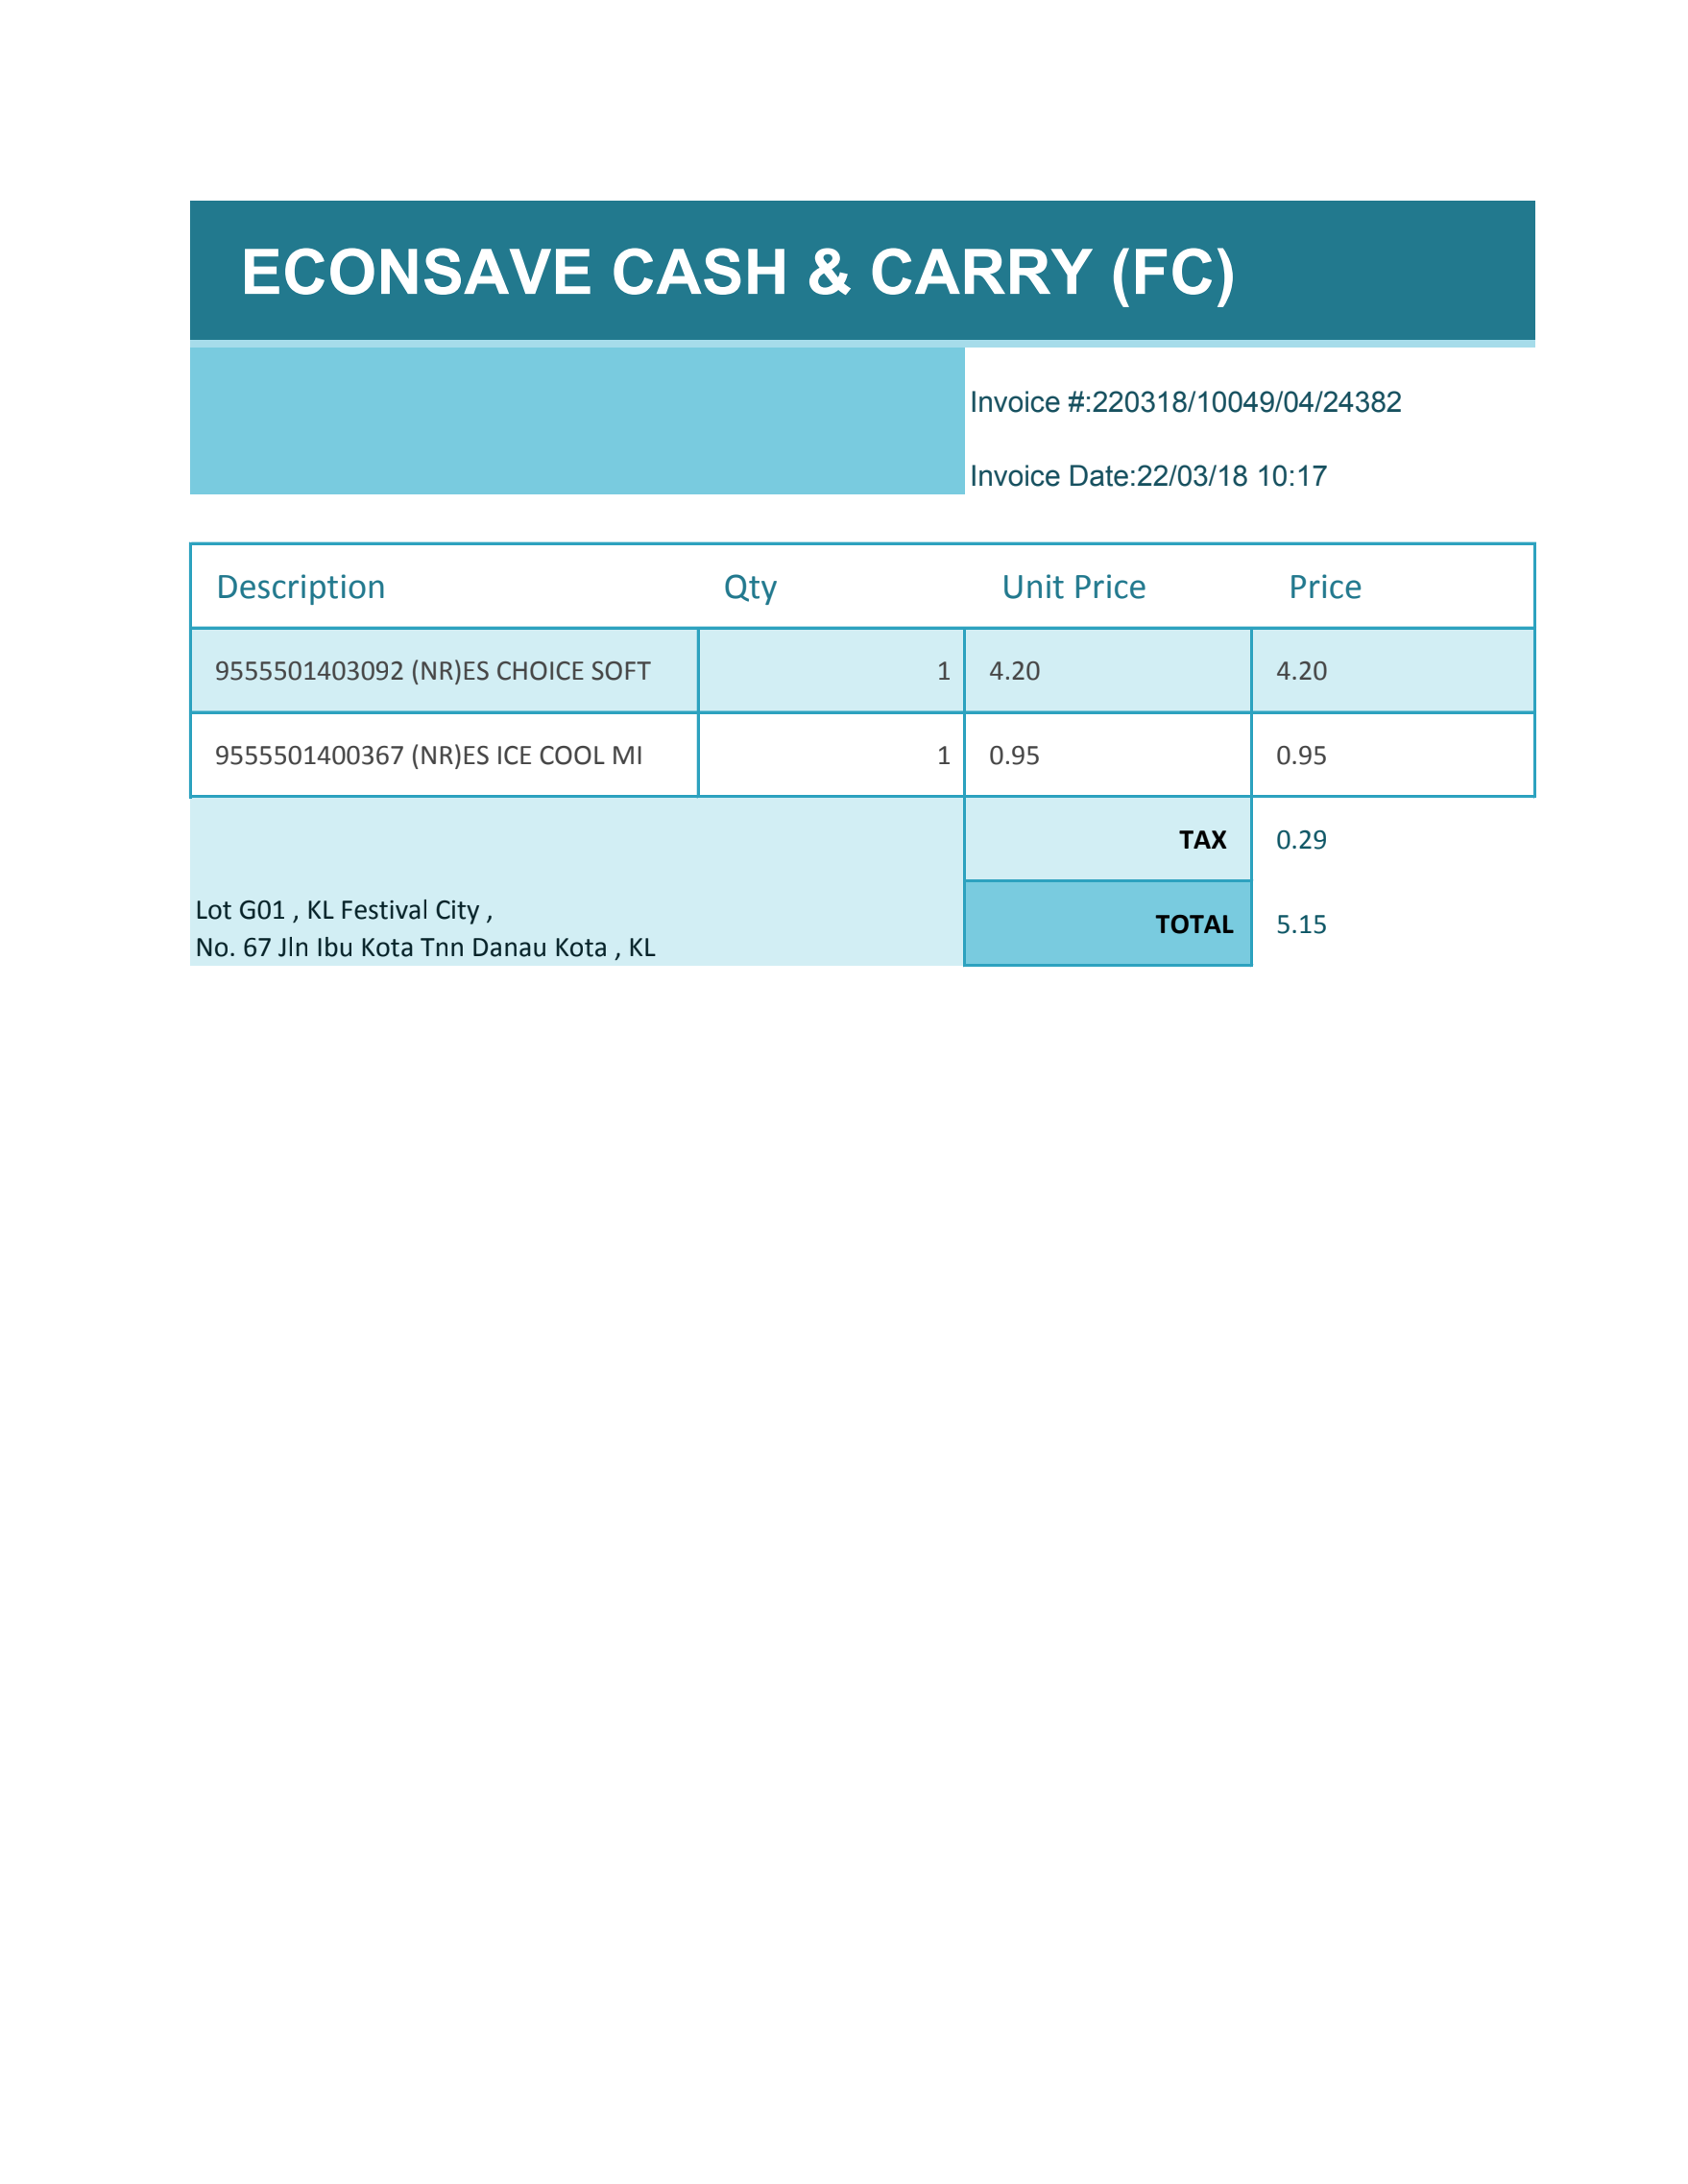 ECONSAVE CASH & CARRY (FC)
Invoice #:220318/10049/04/24382
Invoice Date:22/03/18 10:17
Description Qty Unit Price Price
9555501403092 (NR)ES CHOICE SOFT 1 4.20 4.20
9555501400367 (NR)ES ICE COOL MI 1 0.95 0.95
TAX 0.29
Lot G01 , KL Festival City ,
No. 67 Jln Ibu Kota Tnn Danau Kota , KL
TOTAL 5.15